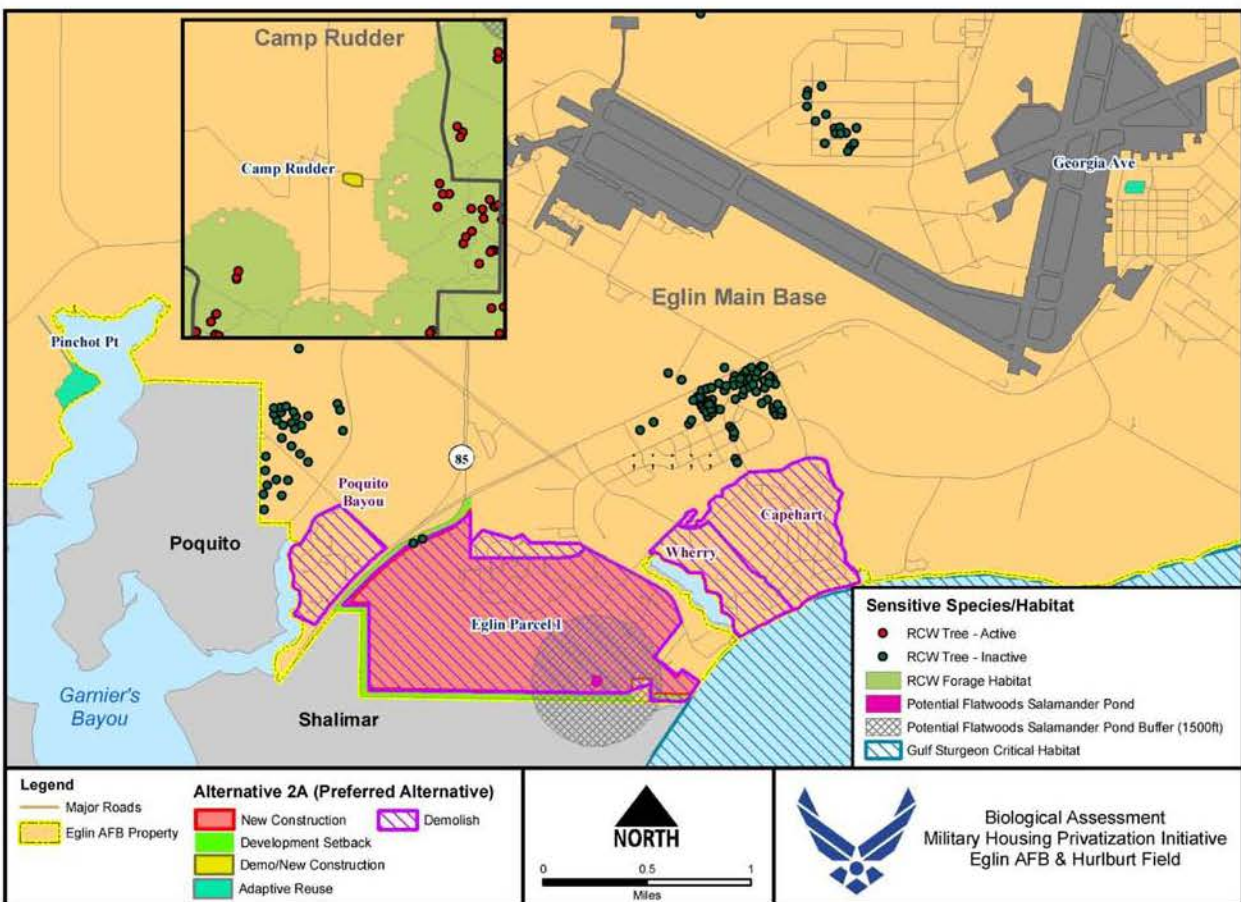 Camp Rudder
Camp Rudder
Georgia Ave
Eglin Main Base
Pinchot Pt
85
Poquito
Bayou
Capehart
Poquito
Wherry
Eglin Parcel 1
Garnier's
Bayou
Shalimar
Sensitive Species/Habitat
RCW Tree - Active
RCW Tree - Inactive
RCW Forage Habitat
Potential Flatwoods Salamander Pond
Potential Flatwoods Salamander Pond Buffer (1500ft)
Gulf Sturgeon Critical Habitat
Legend
Major Roads
Eglin AFB Property
Alternative 2A (Preferred Alternative)
New Construction
Demolish
Development Setback
Demo/New Construction
Adaptive Reuse
NORTH
0 0.5 1
Miles
Biological Assessment
Military Housing Privatization Initiative
Eglin AFB & Hurlburt Field